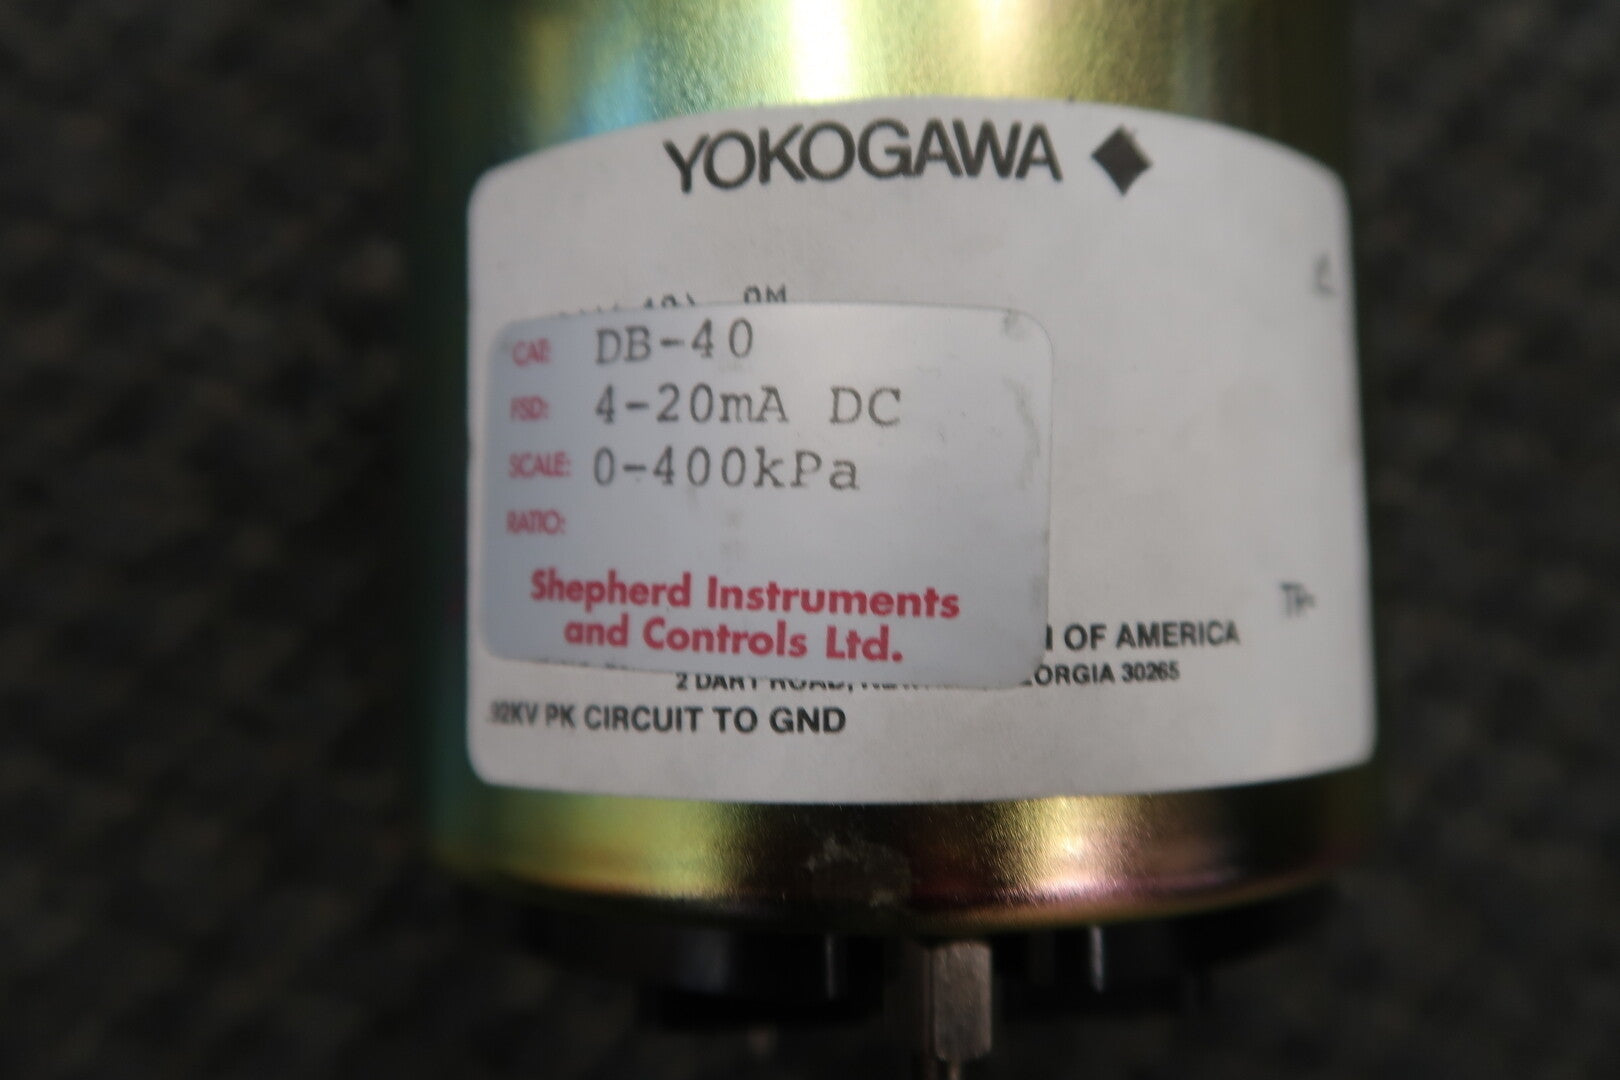 YOKOGAWA
CAT: DB-40
FSD: 4-20mA DC
SCALE: 0-400kPa
RATIO:
Shepherd Instruments
and Controls Ltd.
OF AMERICA
2 DART ROAD, 30265
PK CIRCUIT TO GND